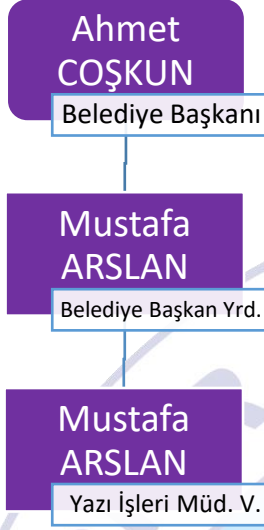 Ahmet
COŞKUN
Belediye Başkanı
Mustafa
ARSLAN
Belediye Başkan Yrd.
Mustafa
ARSLAN
Yazı İşleri Müd. V.